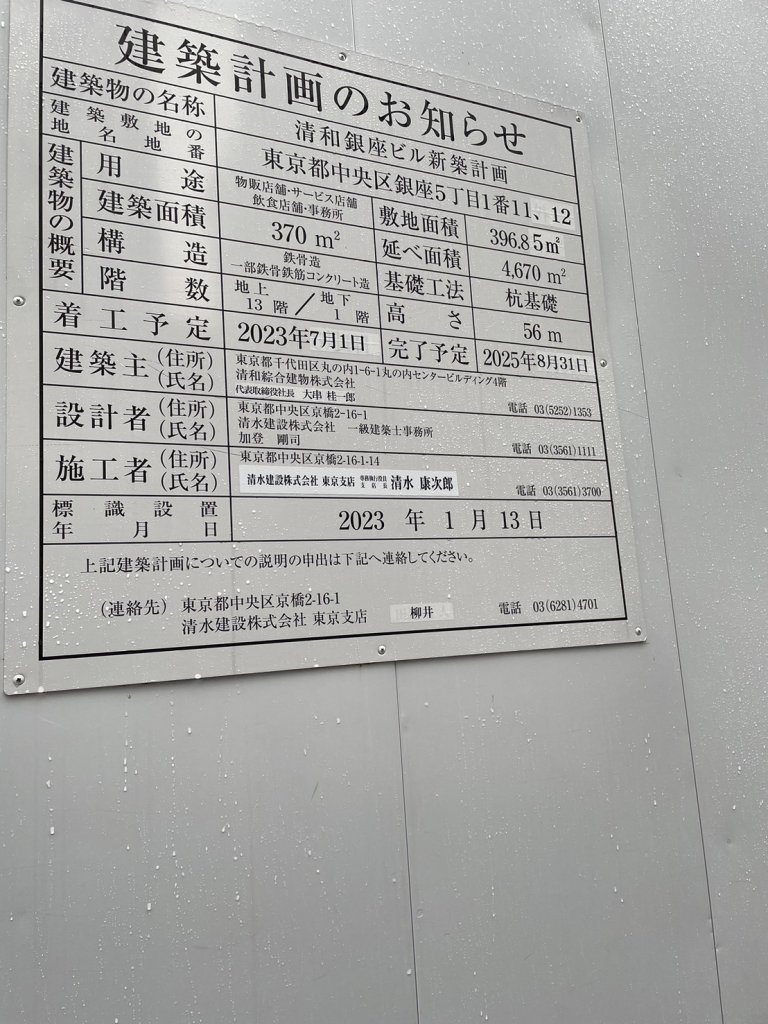 建築計画のお知らせ
建築物の名称 清和銀座ビル新築計画
建築敷地の地名地番 東京都中央区銀座5丁目1番11、12
建築物の概要
用途 物販店舗・サービス店舗 飲食店舗・事務所 敷地面積 396.85㎡
建築面積 370 m² 延べ面積 4,670 m²
構造 鉄骨造 一部鉄骨鉄筋コンクリート造 基礎工法 杭基礎
階数 地上13階/地下1階 高さ 56 m
着工予定 2023年7月1日 完了予定 2025年8月31日
建築主(住所)(氏名) 東京都千代田区丸の内1-6-1丸の内センタービルディング4階
清和綜合建物株式会社
代表取締役社長 大串 桂一郎 電話 03(5252)1353
設計者(住所)(氏名) 東京都中央区京橋2-16-1
清水建設株式会社 一級建築士事務所
加登 剛司 電話 03(3561)1111
施工者(住所)(氏名) 東京都中央区京橋2-16-1-14
清水建設株式会社 東京支店 専務執行役員支店長 清水 康次郎 電話 03(3561)3700
標識設置年月日 2023 年 1 月 13 日
上記建築計画についての説明の申出は下記へ連絡してください。
(連絡先) 東京都中央区京橋2-16-1
清水建設株式会社 東京支店 柳井 電話 03(6281)4701